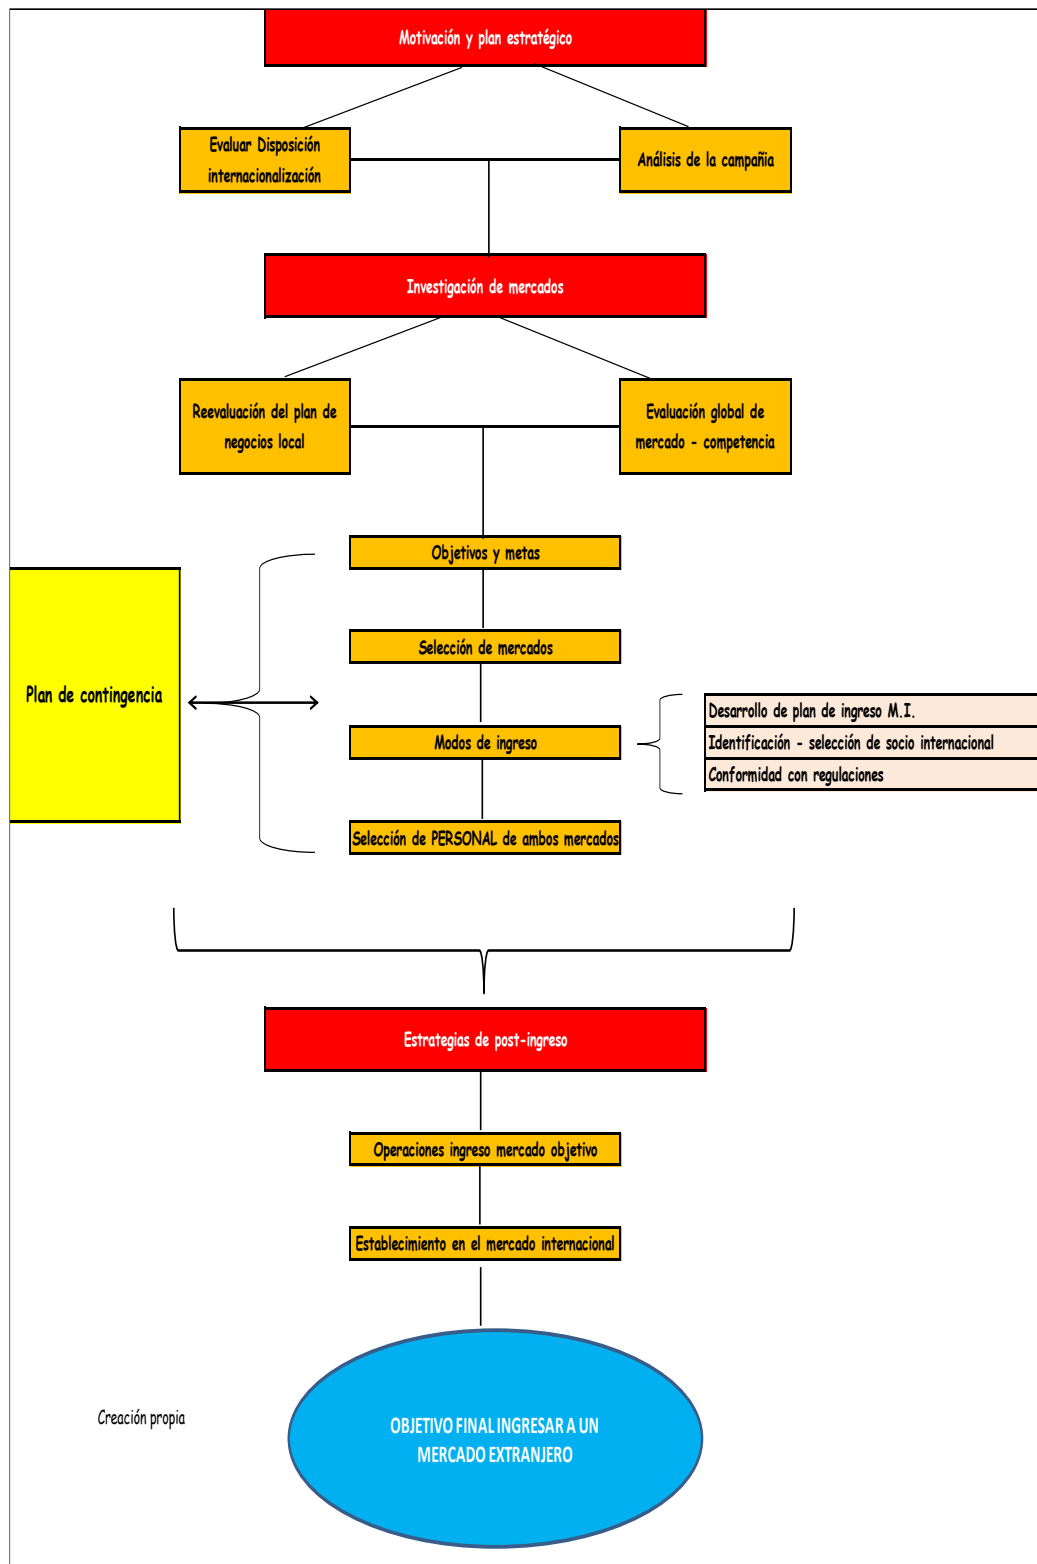 Motivación y plan estratégico
Evaluar Disposición
internacionalización
Análisis de la campañia
Investigación de mercados
Reevaluación del plan de
negocios local
Evaluación global de
mercado - competencia
Objetivos y metas
Selección de mercados
Plan de contingencia
Modos de ingreso
Desarrollo de plan de ingreso M.I.
Identificación - selección de socio internacional
Conformidad con regulaciones
Selección de PERSONAL de ambos mercados
Estrategias de post-ingreso
Operaciones ingreso mercado objetivo
Establecimiento en el mercado internacional
Creación propia
OBJETIVO FINAL INGRESAR A UN
MERCADO EXTRANJERO